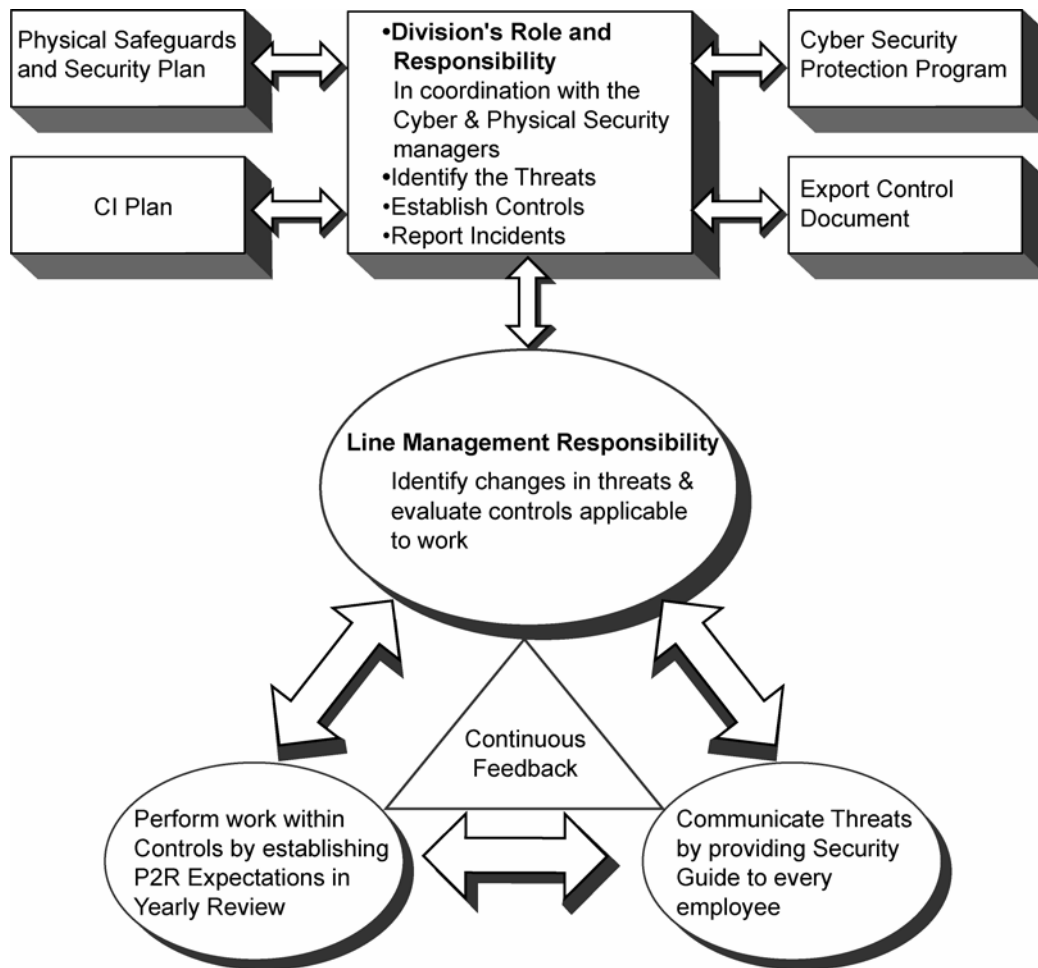 Physical Safeguards
and Security Plan
•Division's Role and
Responsibility
In coordination with the
Cyber & Physical Security
managers
•Identify the Threats
•Establish Controls
•Report Incidents
Cyber Security
Protection Program
CI Plan
Export Control
Document
Line Management Responsibility
Identify changes in threats &
evaluate controls applicable
to work
Continuous
Feedback
Perform work within
Controls by establishing
P2R Expectations in
Yearly Review
Communicate Threats
by providing Security
Guide to every
employee